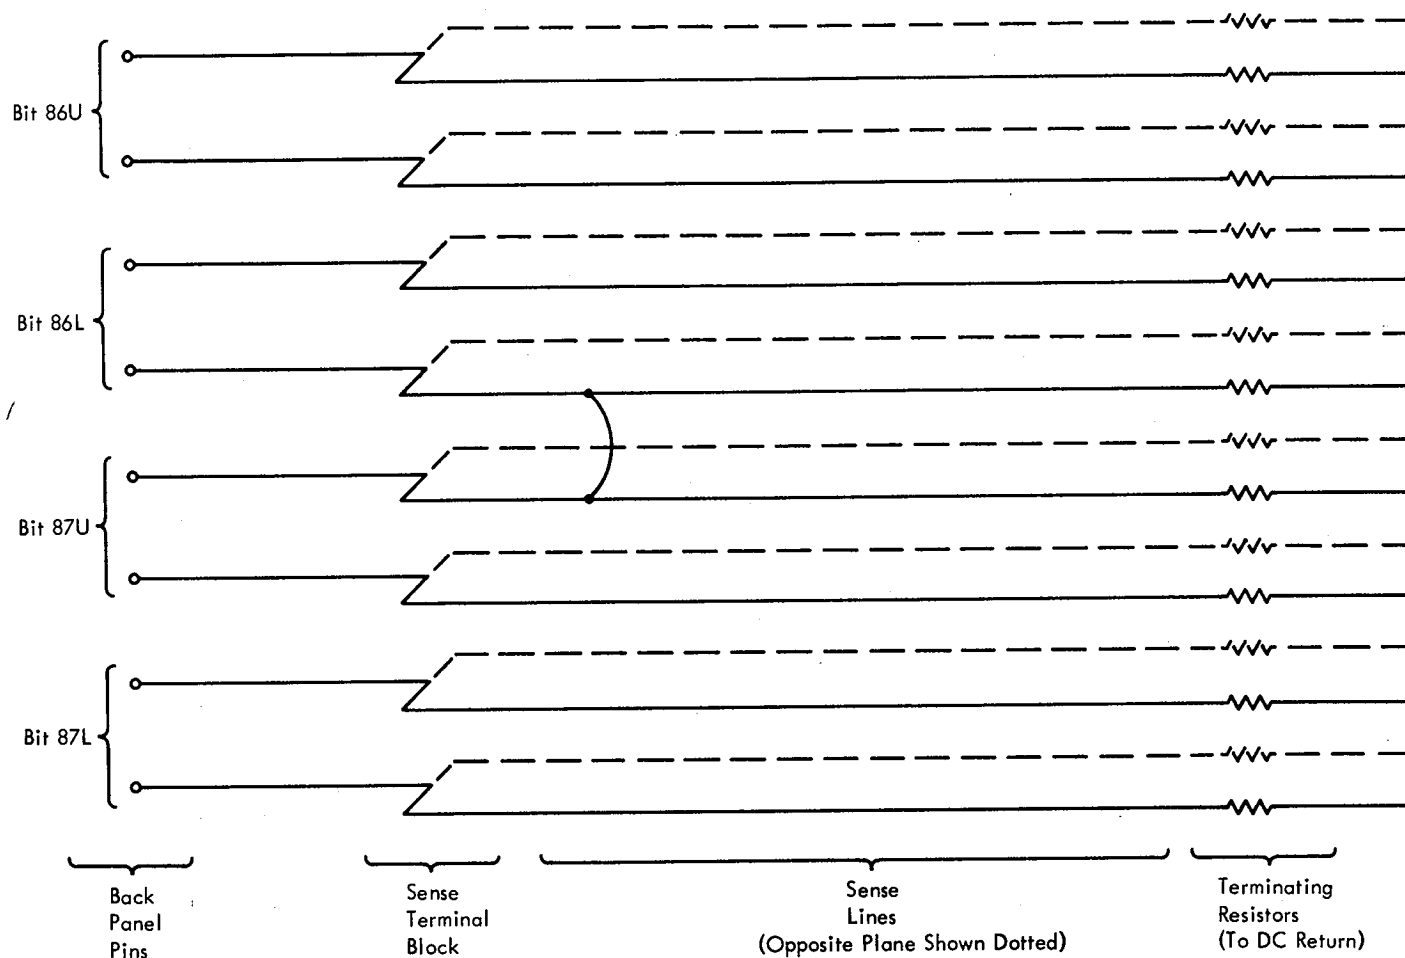 Bit 86U
Bit 86L
Bit 87U
Bit 87L
Back
Panel
Pins
Sense
Terminal
Block
Sense
Lines
(Opposite Plane Shown Dotted)
Terminating
Resistors
(To DC Return)